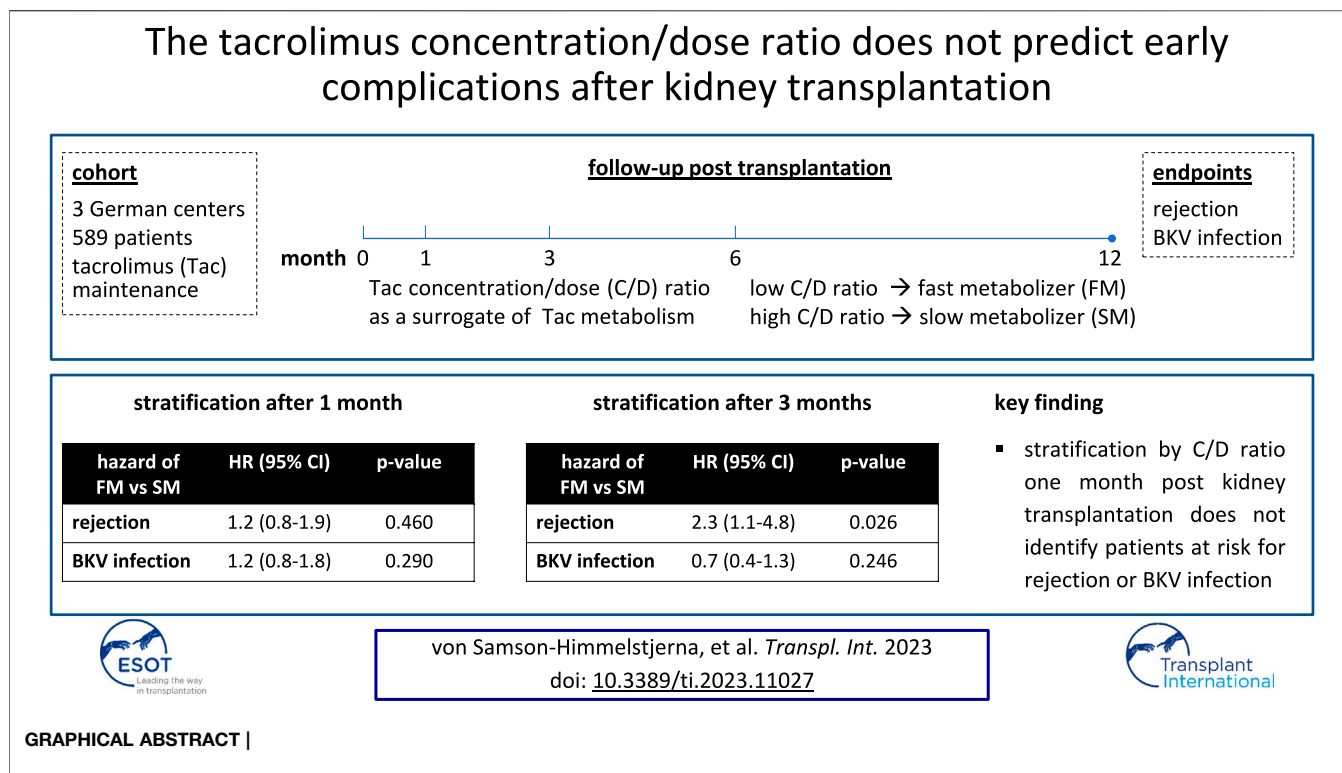 The tacrolimus concentration/dose ratio does not predict early
complications after kidney transplantation
cohort
3 German centers
589 patients
tacrolimus (Tac)
maintenance
follow-up post transplantation
month 0 1 3 6 12
Tac concentration/dose (C/D) ratio
as a surrogate of Tac metabolism
low C/D ratio → fast metabolizer (FM)
high C/D ratio → slow metabolizer (SM)
endpoints
rejection
BKV infection
stratification after 1 month
hazard of HR (95% CI) p-value
FM vs SM
rejection 1.2 (0.8-1.9) 0.460
BKV infection 1.2 (0.8-1.8) 0.290
stratification after 3 months
hazard of HR (95% CI) p-value
FM vs SM
rejection 2.3 (1.1-4.8) 0.026
BKV infection 0.7 (0.4-1.3) 0.246
key finding
▪ stratification by C/D ratio
one month post kidney
transplantation does not
identify patients at risk for
rejection or BKV infection
ESOT
Leading the way
in transplantation
von Samson-Himmelstjerna, et al. Transpl. Int. 2023
doi: 10.3389/ti.2023.11027
Transplant
International
GRAPHICAL ABSTRACT |